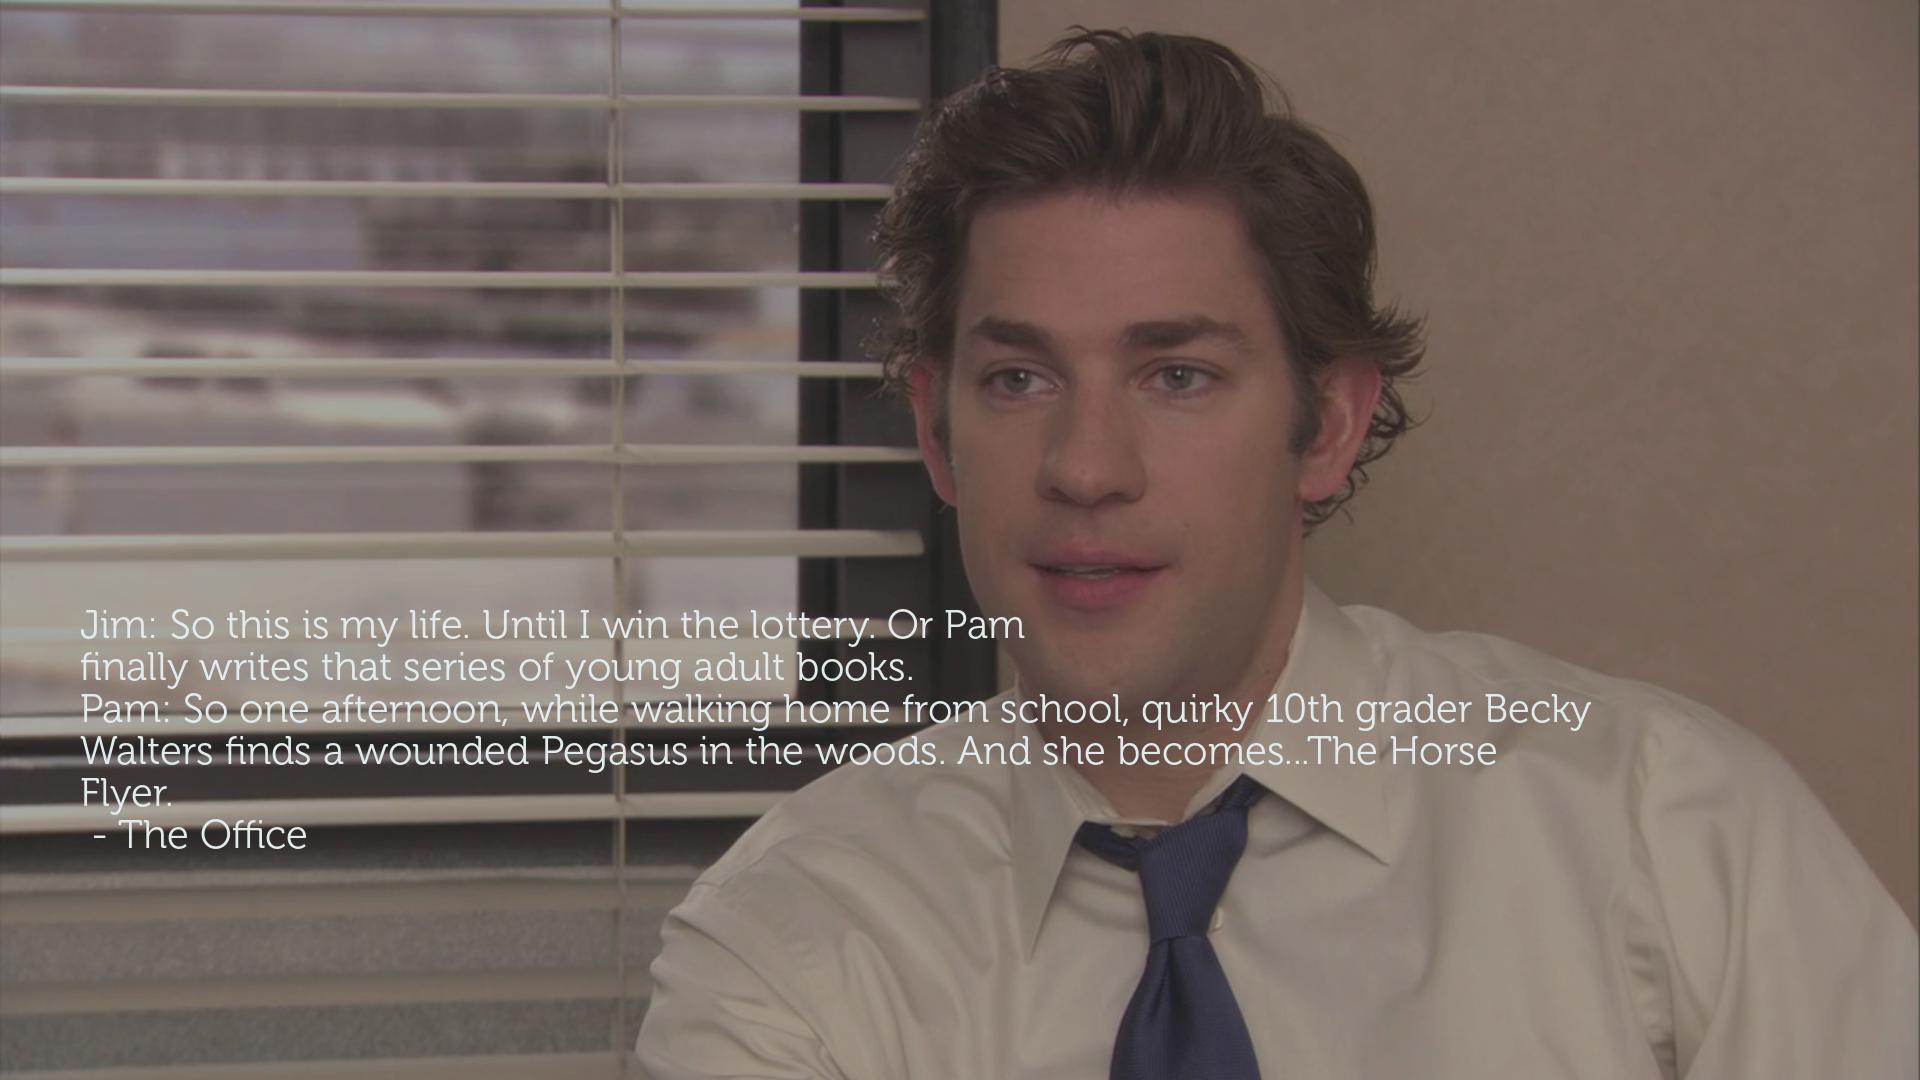 Jim: So this is my life. Until I win the lottery. Or Pam
finally writes that series of young adult books.
Pam: So one afternoon, while walking home from school, quirky 10th grader Becky
Walters finds a wounded Pegasus in the woods. And she becomes...The Horse
Flyer.
- The Office